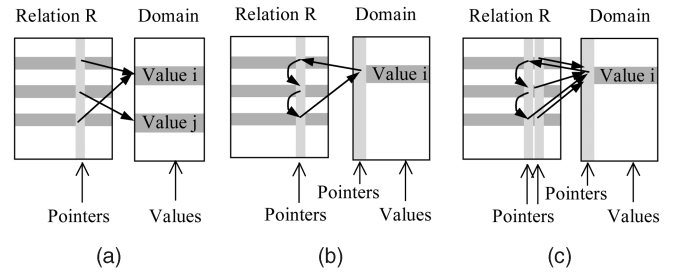 Relation R Domain Relation R Domain Relation R Domain
Value i Value i Value i
Value j
Pointers Pointers
Pointers Values Pointers Values Pointers Values
(a) (b) (c)